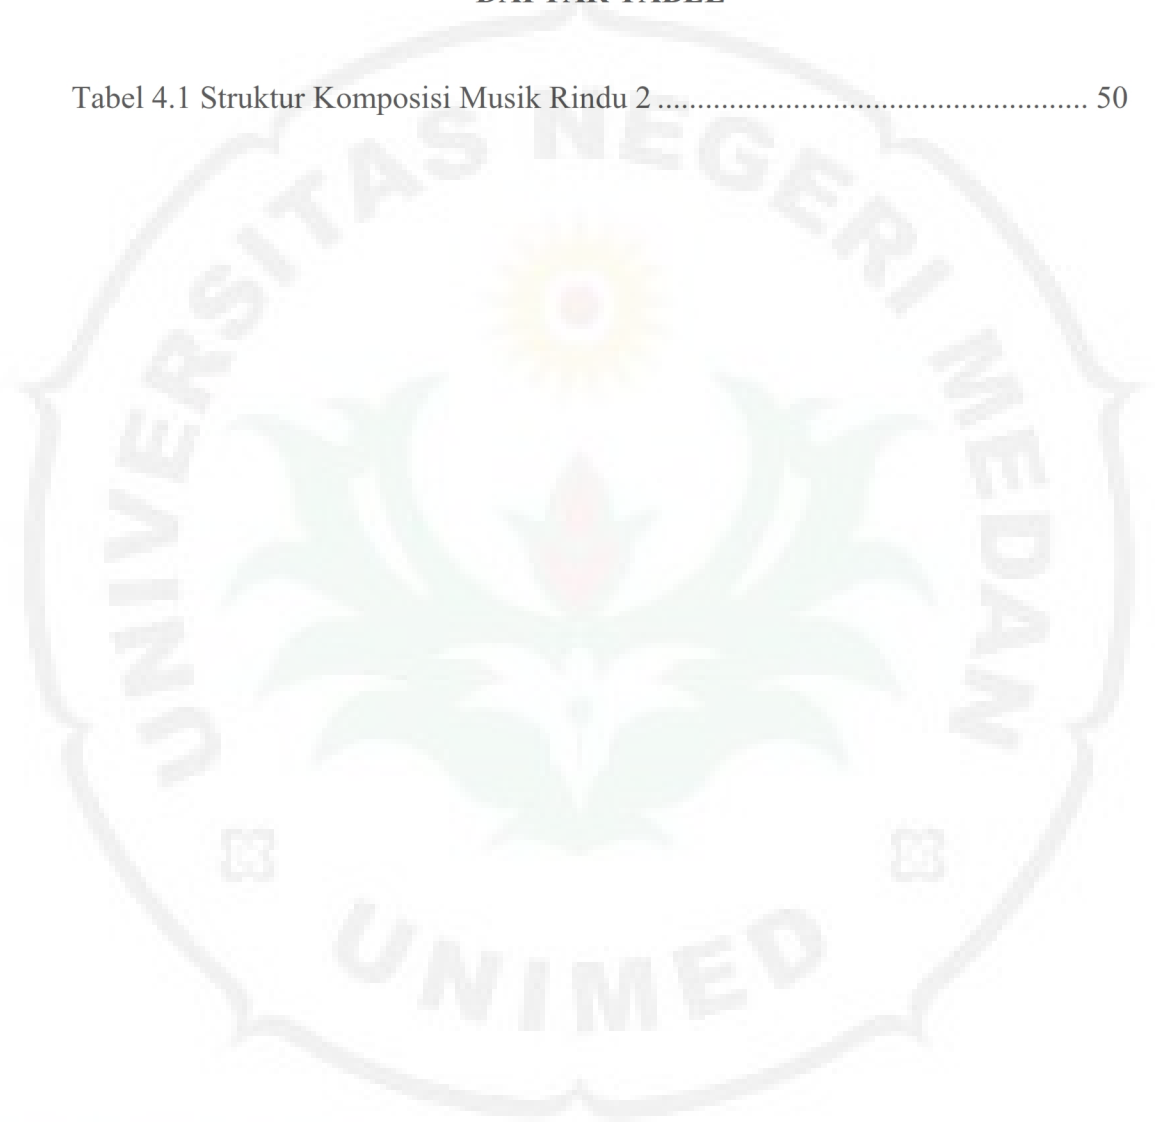 DAFTAR TABEL
Tabel 4.1 Struktur Komposisi Musik Rindu 2 ...................................................... 50
UNIVERSITAS NEGERI MEDAN
UNIMED